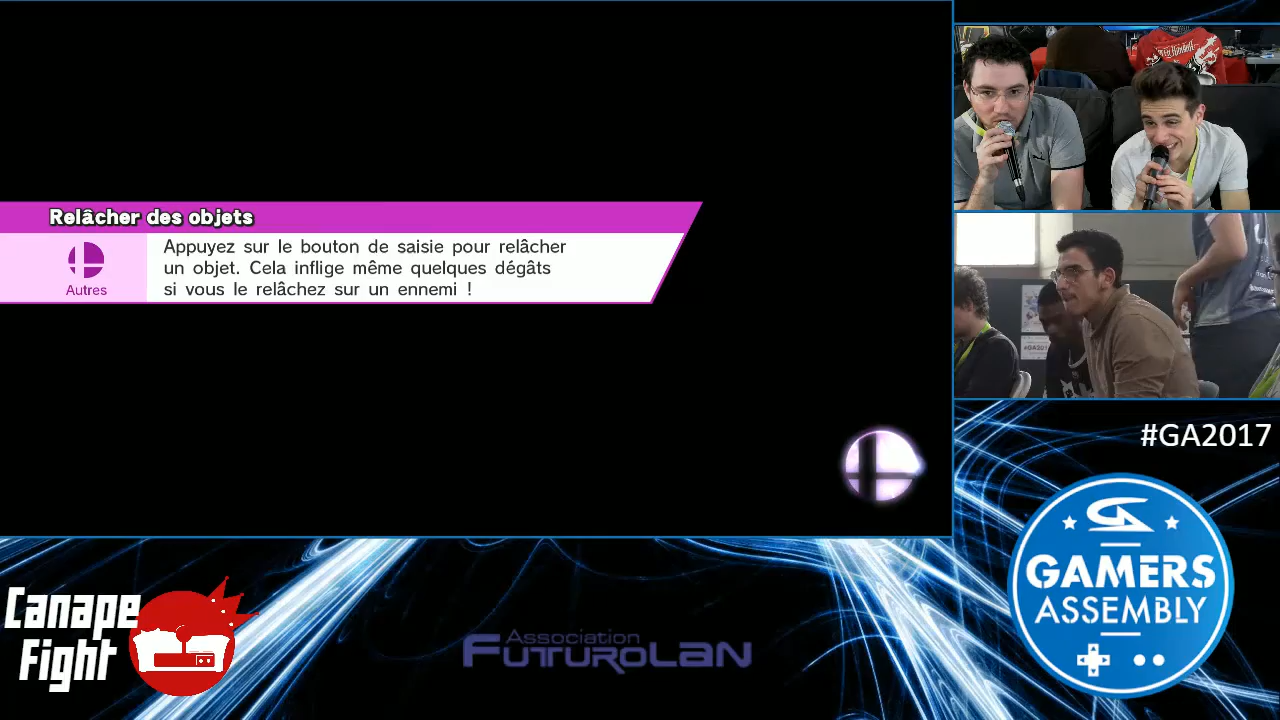 Relâcher des objets
Autres
Appuyez sur le bouton de saisie pour relâcher
un objet. Cela inflige même quelques dégâts
si vous le relâchez sur un ennemi !
#GA2017
GAMERS
ASSEMBLY
Canape
Fight
Association
FUTUROLAN